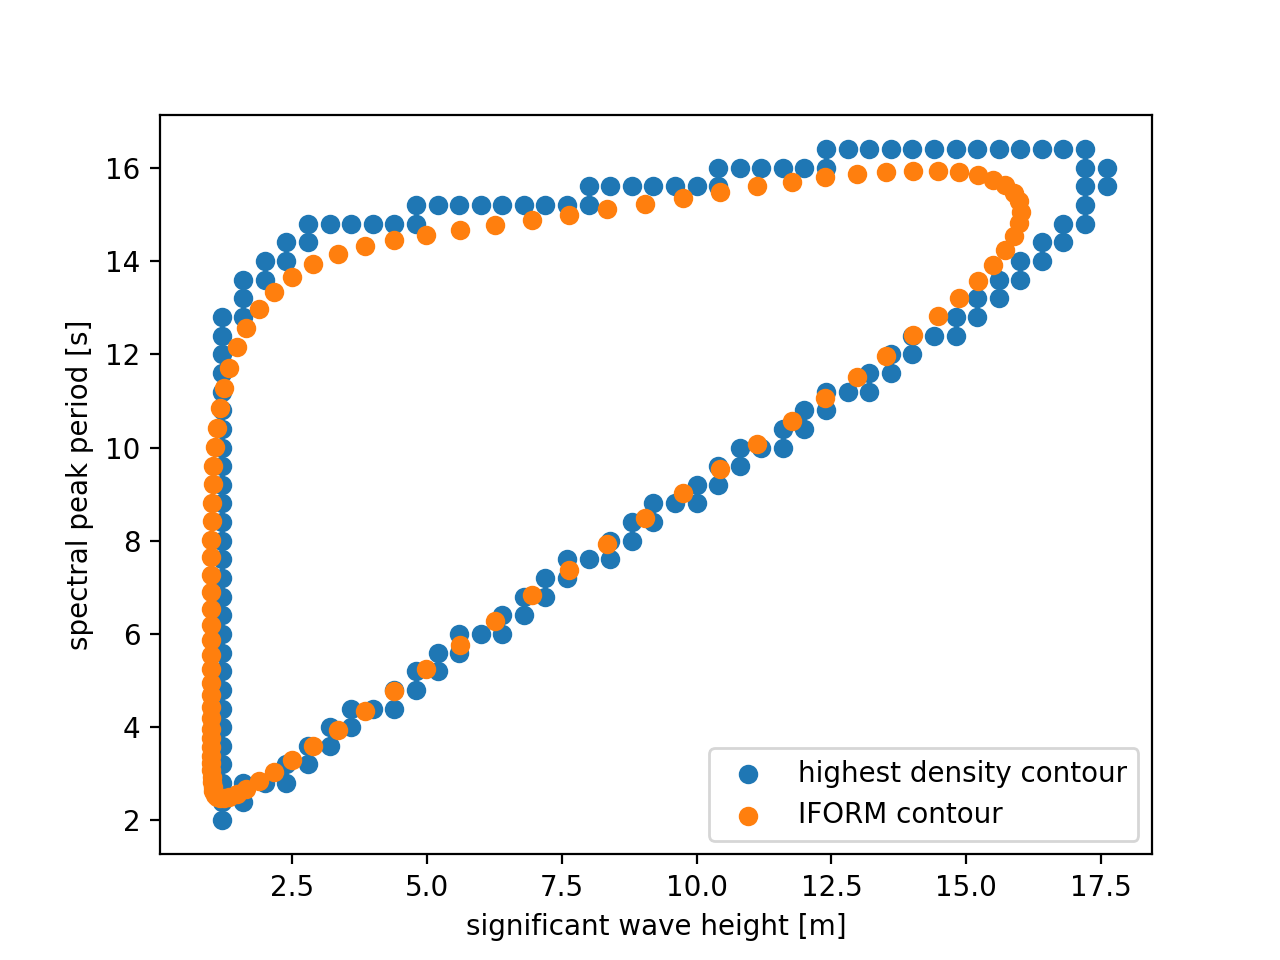 16
14
12
10
8
6
4
2
spectral peak period [s]
highest density contour
IFORM contour
2.5 5.0 7.5 10.0 12.5 15.0 17.5
significant wave height [m]